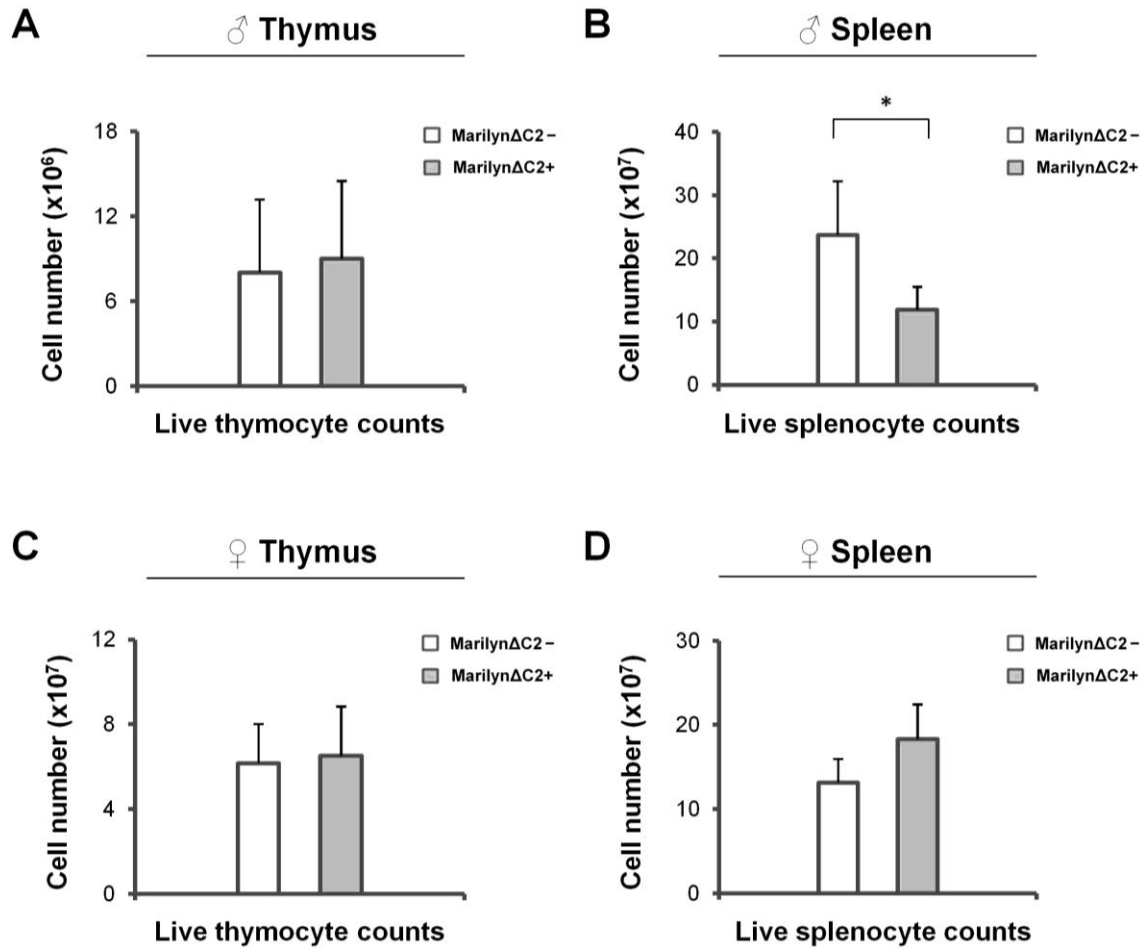 A
♂ Thymus
18
12
6
0
Cell number (x10⁶)
MarilynΔC2−
MarilynΔC2+
Live thymocyte counts
B
♂ Spleen
*
40
30
20
10
0
Cell number (x10⁷)
MarilynΔC2−
MarilynΔC2+
Live splenocyte counts
C
♀ Thymus
12
8
4
0
Cell number (x10⁷)
MarilynΔC2−
MarilynΔC2+
Live thymocyte counts
D
♀ Spleen
30
20
10
0
Cell number (x10⁷)
MarilynΔC2−
MarilynΔC2+
Live splenocyte counts